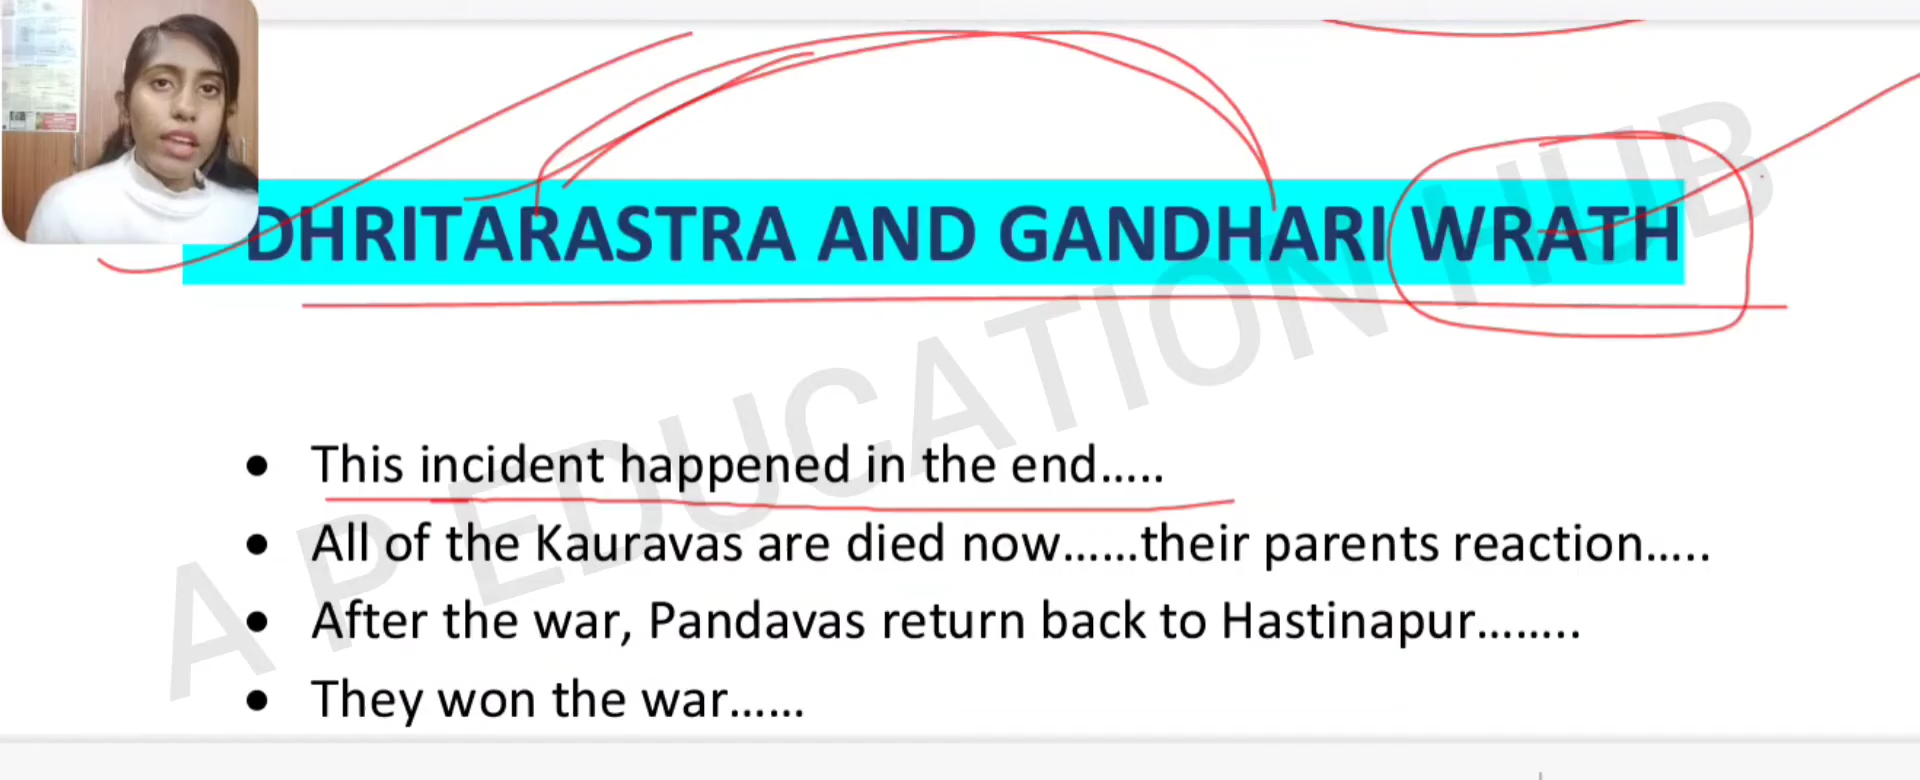 DHRITARASTRA AND GANDHARI WRATH
• This incident happened in the end.....
• All of the Kauravas are died now......their parents reaction.....
• After the war, Pandavas return back to Hastinapur........
• They won the war......
A P EDUCATION HUB